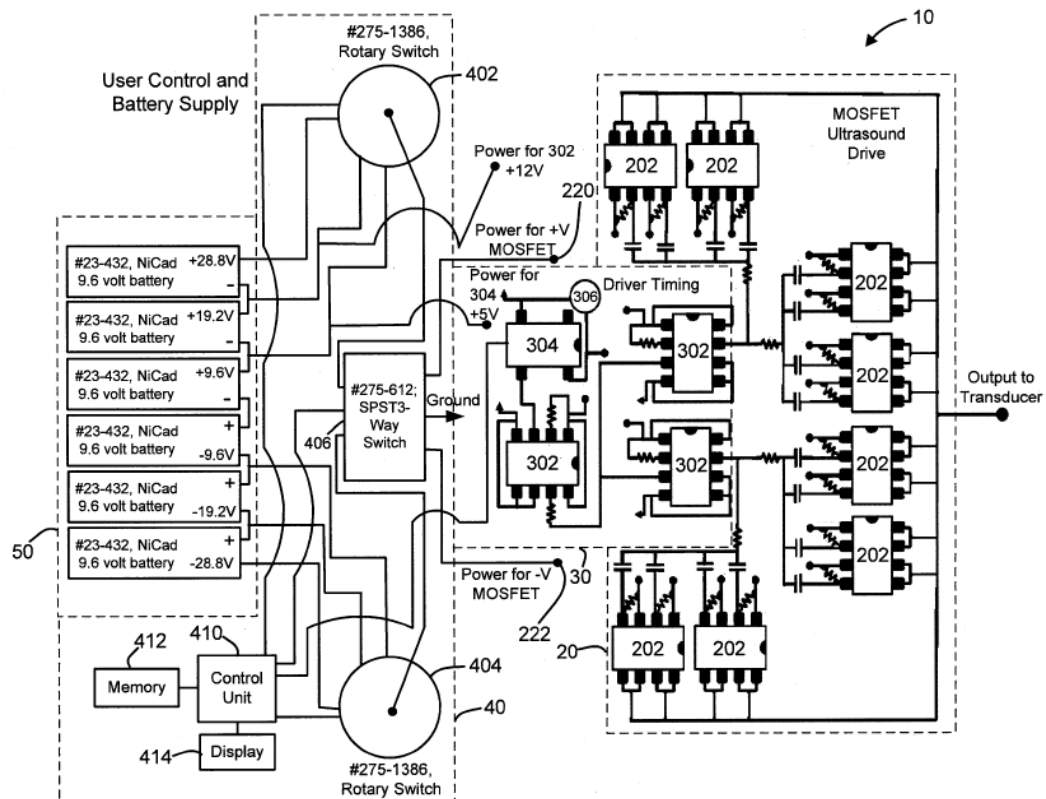 #275-1386,
Rotary Switch
402
10
User Control and
Battery Supply
MOSFET
Ultrasound
Drive
202
202
Power for 302
+12V
220
Power for +V
MOSFET
#23-432, NiCad
9.6 volt battery
+28.8V
−
#23-432, NiCad
9.6 volt battery
+19.2V
−
#23-432, NiCad
9.6 volt battery
+9.6V
−
#23-432, NiCad
9.6 volt battery
+
-9.6V
#23-432, NiCad
9.6 volt battery
+
-19.2V
#23-432, NiCad
9.6 volt battery
+
-28.8V
50
Power for
304
+5V
306
Driver Timing
304
302
302
302
#275-612;
SPST3-
Way
Switch
406
Ground
202
202
202
202
Output to
Transducer
30
Power for -V
MOSFET
222
20
202
202
412
Memory
410
Control
Unit
414
Display
404
40
#275-1386,
Rotary Switch